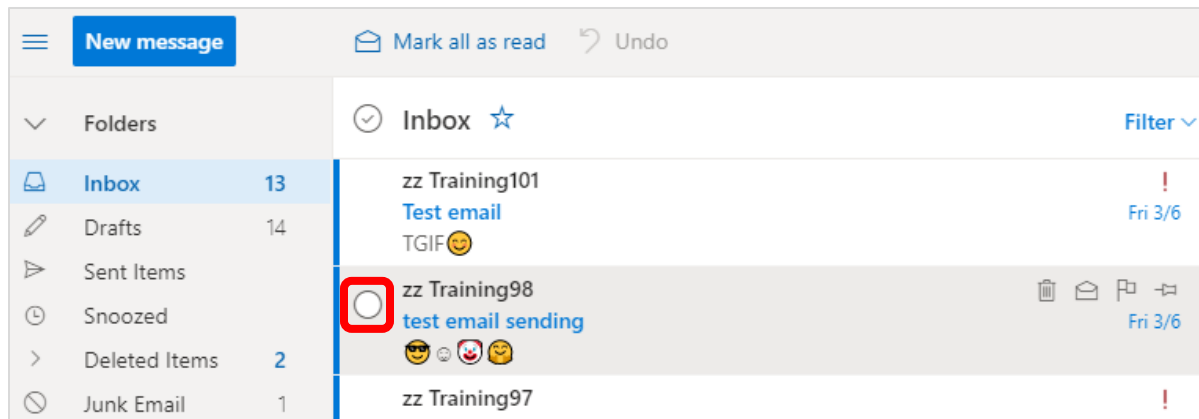 New message Mark all as read Undo
Folders
Inbox 13
Drafts 14
Sent Items
Snoozed
Deleted Items 2
Junk Email 1
Inbox Filter
zz Training101 !
Test email Fri 3/6
TGIF😊
zz Training98
test email sending Fri 3/6
😎☺🤡🤗
zz Training97 !